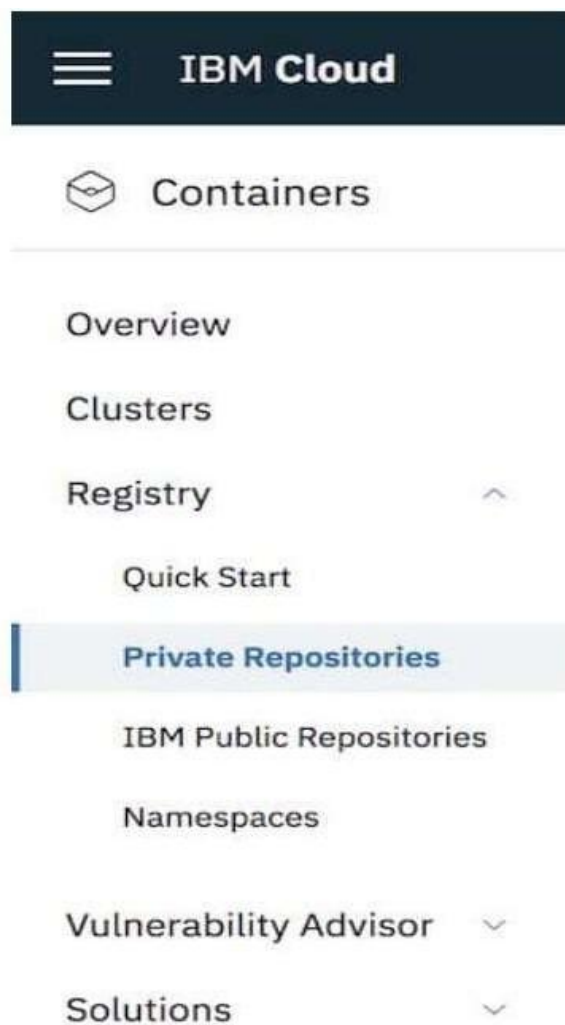 IBM Cloud
Containers
Overview
Clusters
Registry
Quick Start
Private Repositories
IBM Public Repositories
Namespaces
Vulnerability Advisor
Solutions